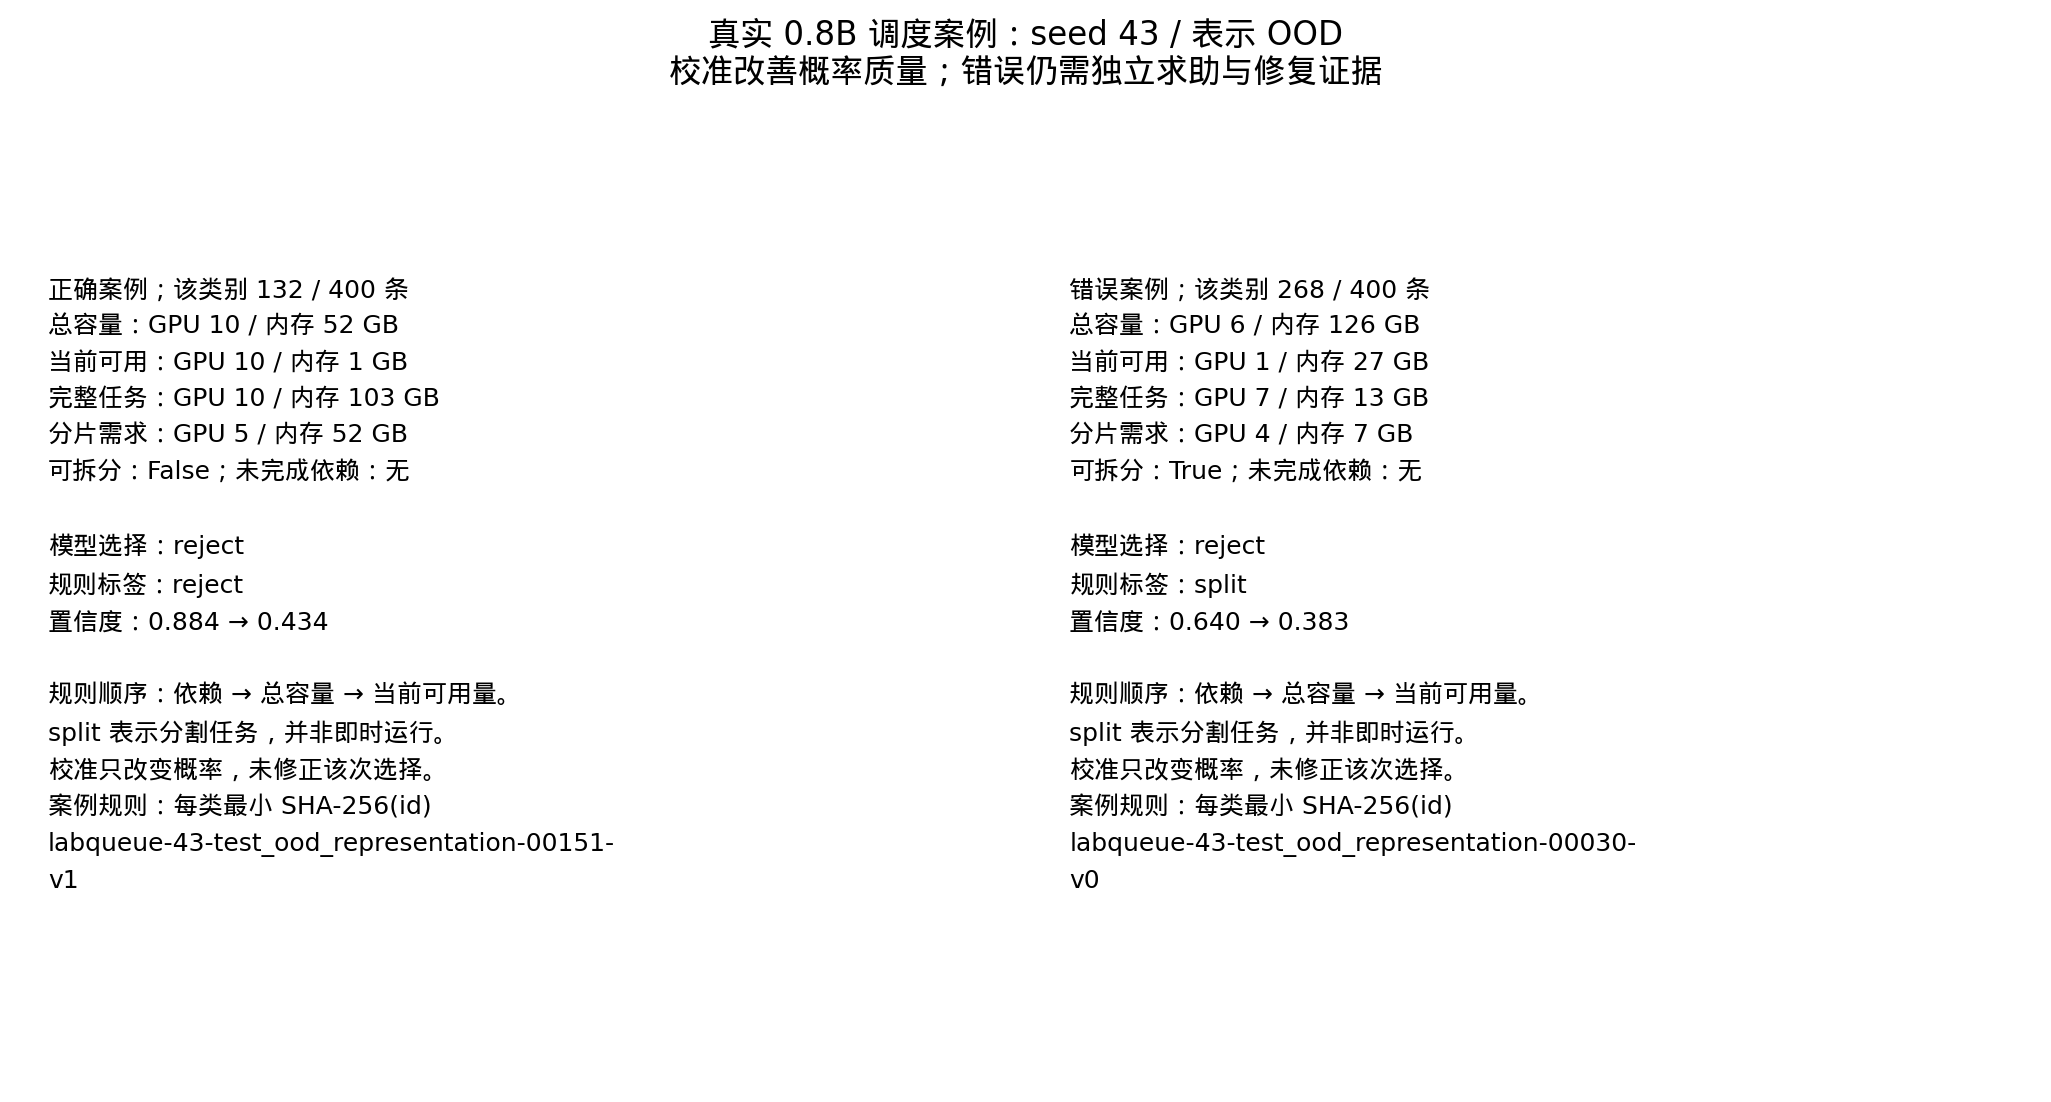 真实 0.8B 调度案例：seed 43 / 表示 OOD
校准改善概率质量；错误仍需独立求助与修复证据
正确案例；该类别 132 / 400 条
总容量：GPU 10 / 内存 52 GB
当前可用：GPU 10 / 内存 1 GB
完整任务：GPU 10 / 内存 103 GB
分片需求：GPU 5 / 内存 52 GB
可拆分：False；未完成依赖：无
模型选择：reject
规则标签：reject
置信度：0.884 → 0.434
规则顺序：依赖 → 总容量 → 当前可用量。
split 表示分割任务，并非即时运行。
校准只改变概率，未修正该次选择。
案例规则：每类最小 SHA-256(id)
labqueue-43-test_ood_representation-00151-
v1
错误案例；该类别 268 / 400 条
总容量：GPU 6 / 内存 126 GB
当前可用：GPU 1 / 内存 27 GB
完整任务：GPU 7 / 内存 13 GB
分片需求：GPU 4 / 内存 7 GB
可拆分：True；未完成依赖：无
模型选择：reject
规则标签：split
置信度：0.640 → 0.383
规则顺序：依赖 → 总容量 → 当前可用量。
split 表示分割任务，并非即时运行。
校准只改变概率，未修正该次选择。
案例规则：每类最小 SHA-256(id)
labqueue-43-test_ood_representation-00030-
v0